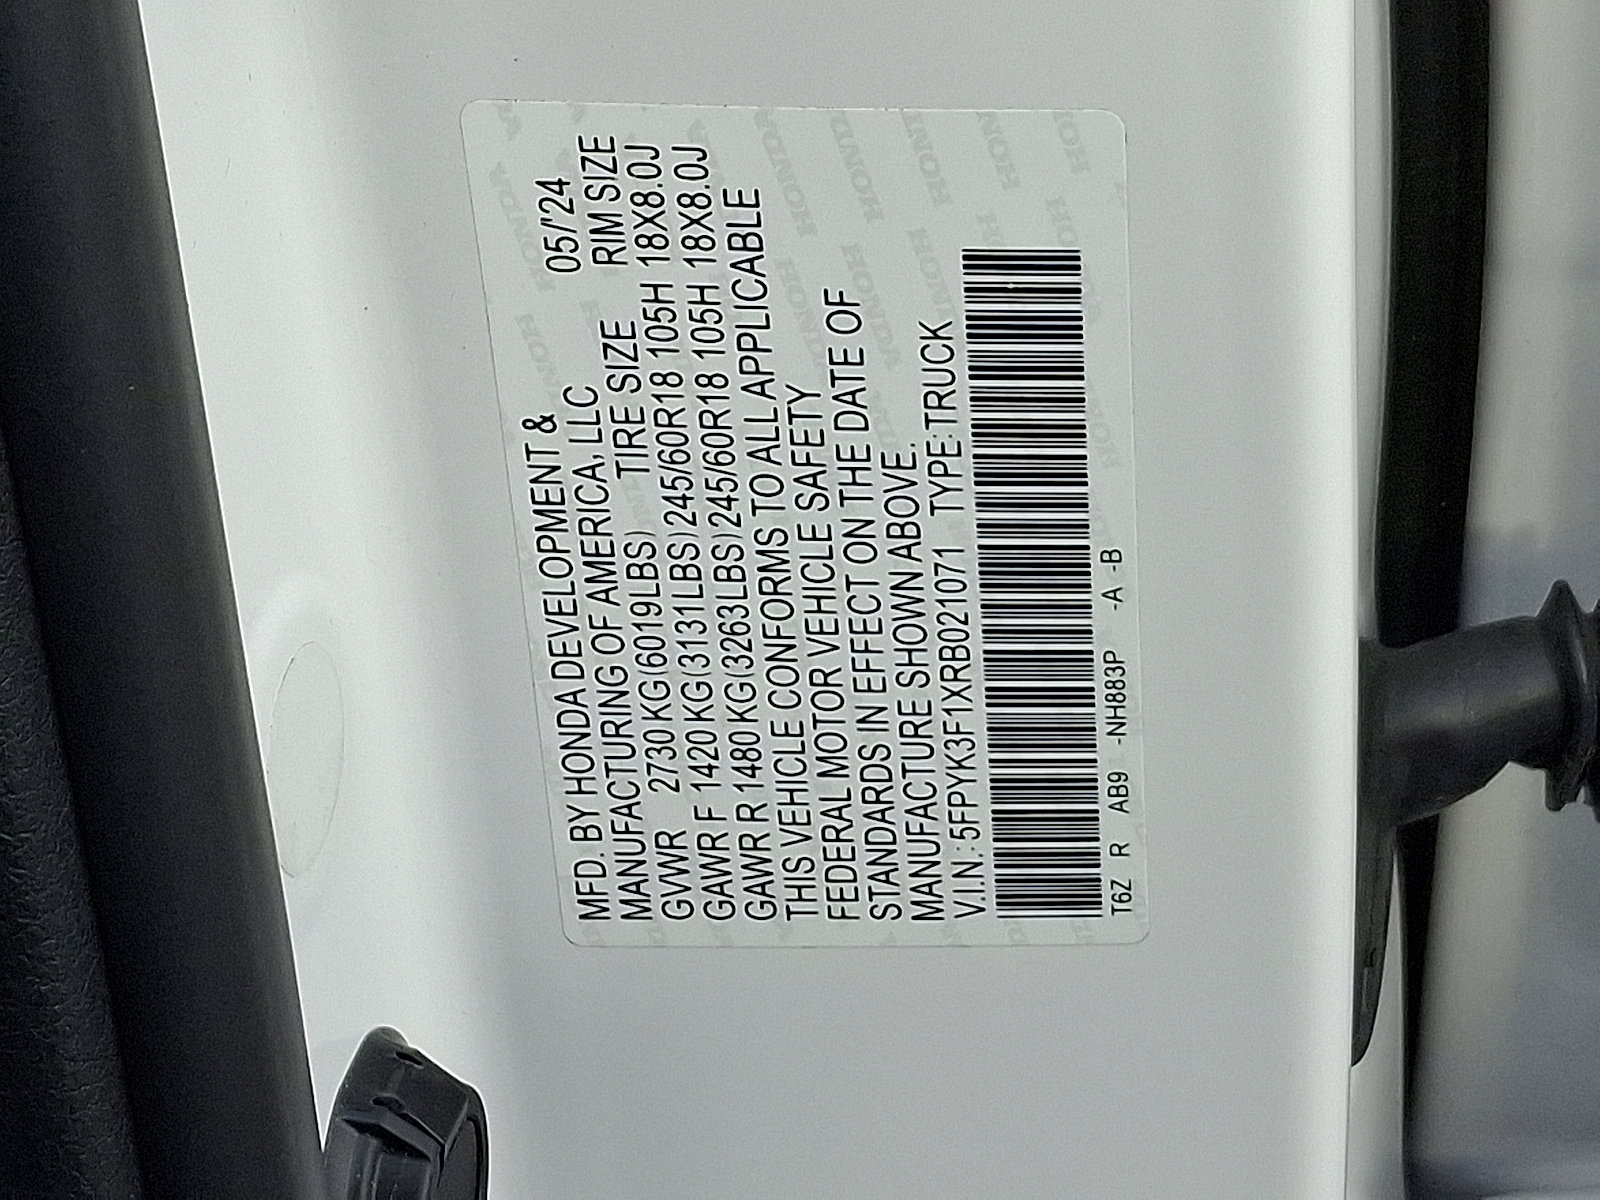 MFD. BY HONDA DEVELOPMENT & 05/'24
MANUFACTURING OF AMERICA, LLC
GVWR 2730 KG(6019LBS) TIRE SIZE RIM SIZE
GAWR F 1420 KG(3131LBS) 245/60R18 105H 18X8.0J
GAWR R 1480 KG(3263LBS) 245/60R18 105H 18X8.0J
THIS VEHICLE CONFORMS TO ALL APPLICABLE
FEDERAL MOTOR VEHICLE SAFETY
STANDARDS IN EFFECT ON THE DATE OF
MANUFACTURE SHOWN ABOVE.
V.I.N.: 5FPYK3F1XRB021071 TYPE: TRUCK
T6Z R AB9 -NH883P -A -B